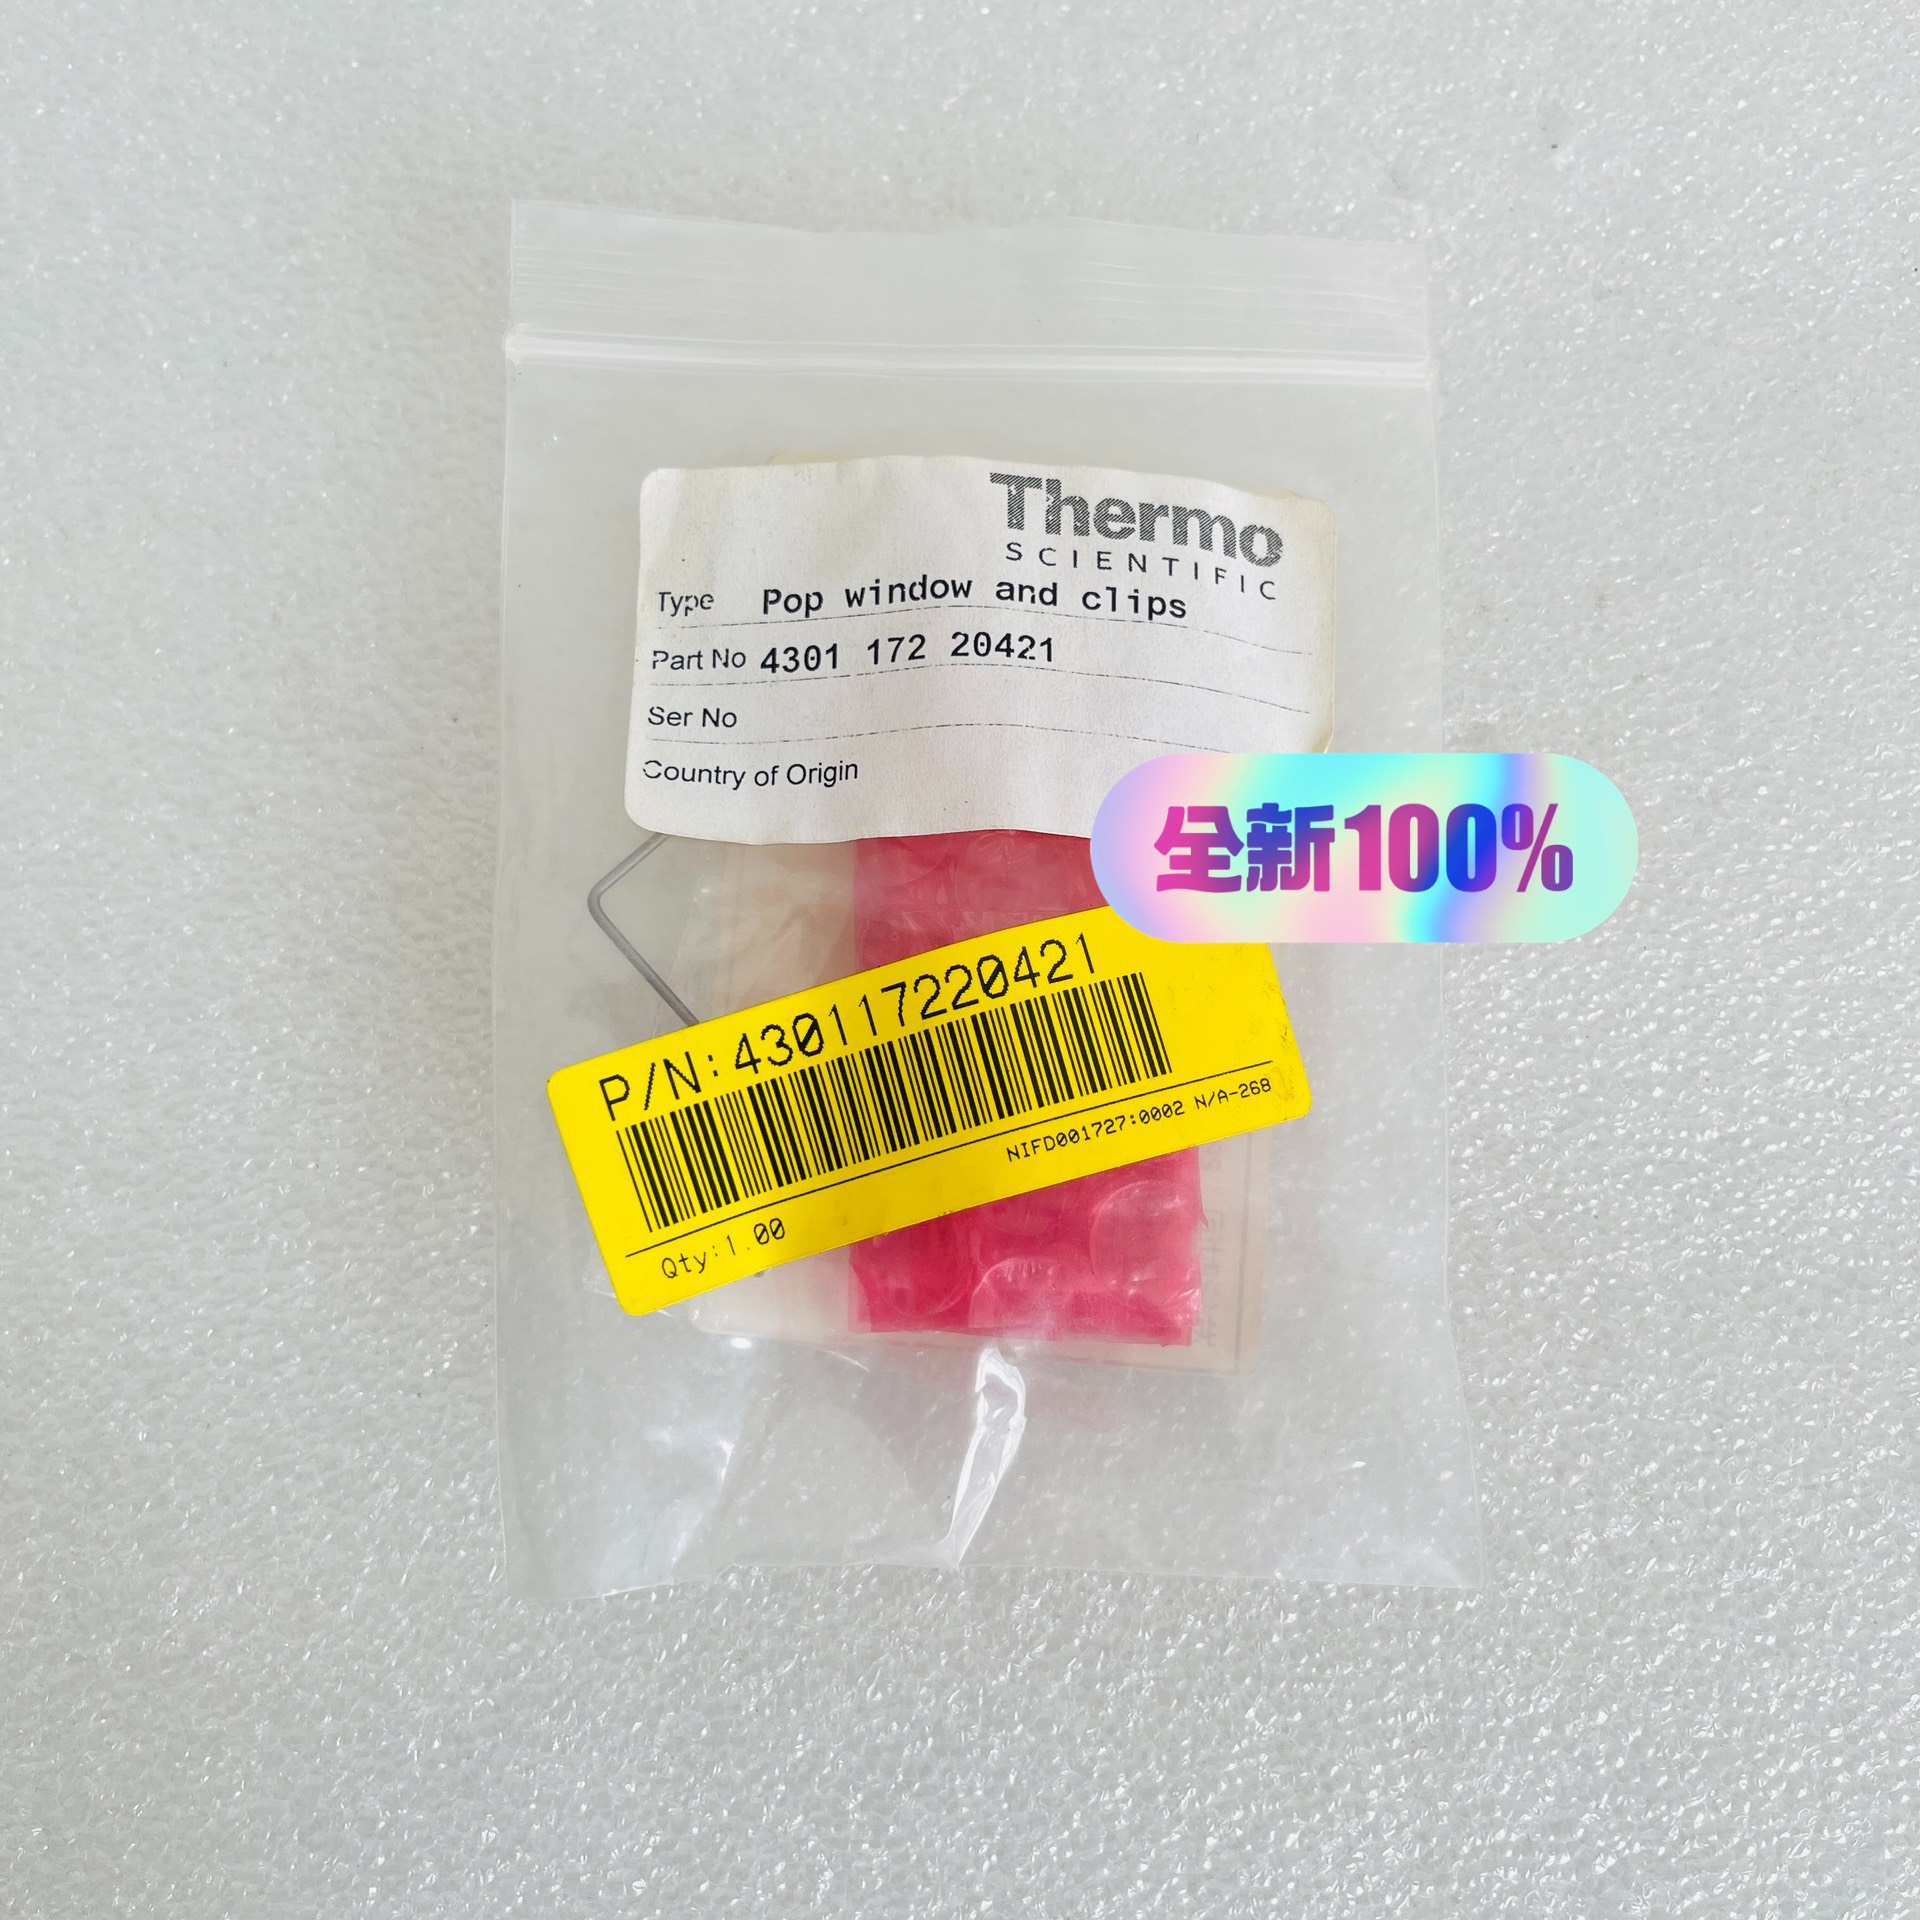 Thermo
SCIENTIFIC
Type Pop window and clips
Part No 4301 172 20421
Ser No
Country of Origin
全新100%
P/N:430117220421
NIFD001727:0002 N/A-268
Qty:1.00